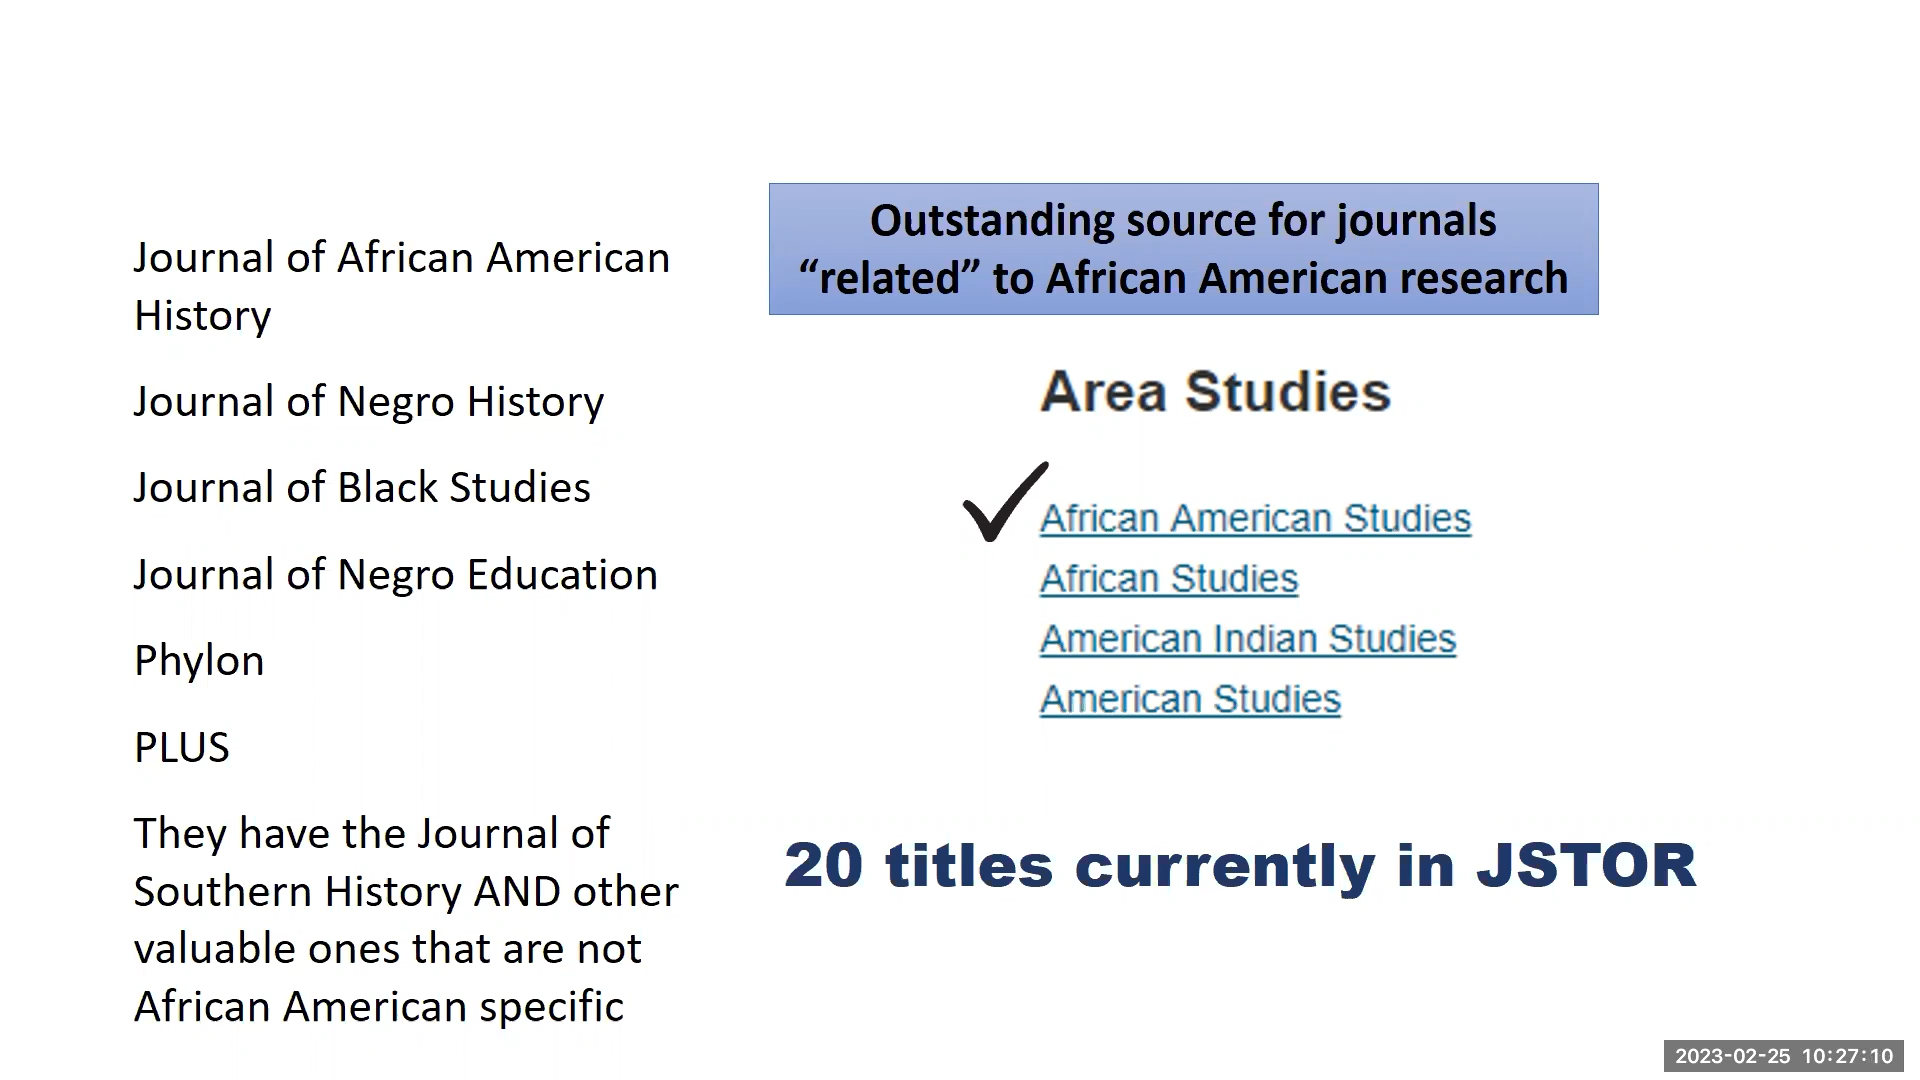 Journal of African American
History
Journal of Negro History
Journal of Black Studies
Journal of Negro Education
Phylon
PLUS
They have the Journal of
Southern History AND other
valuable ones that are not
African American specific
Outstanding source for journals
“related” to African American research
Area Studies
African American Studies
African Studies
American Indian Studies
American Studies
20 titles currently in JSTOR
2023-02-25 10:27:10